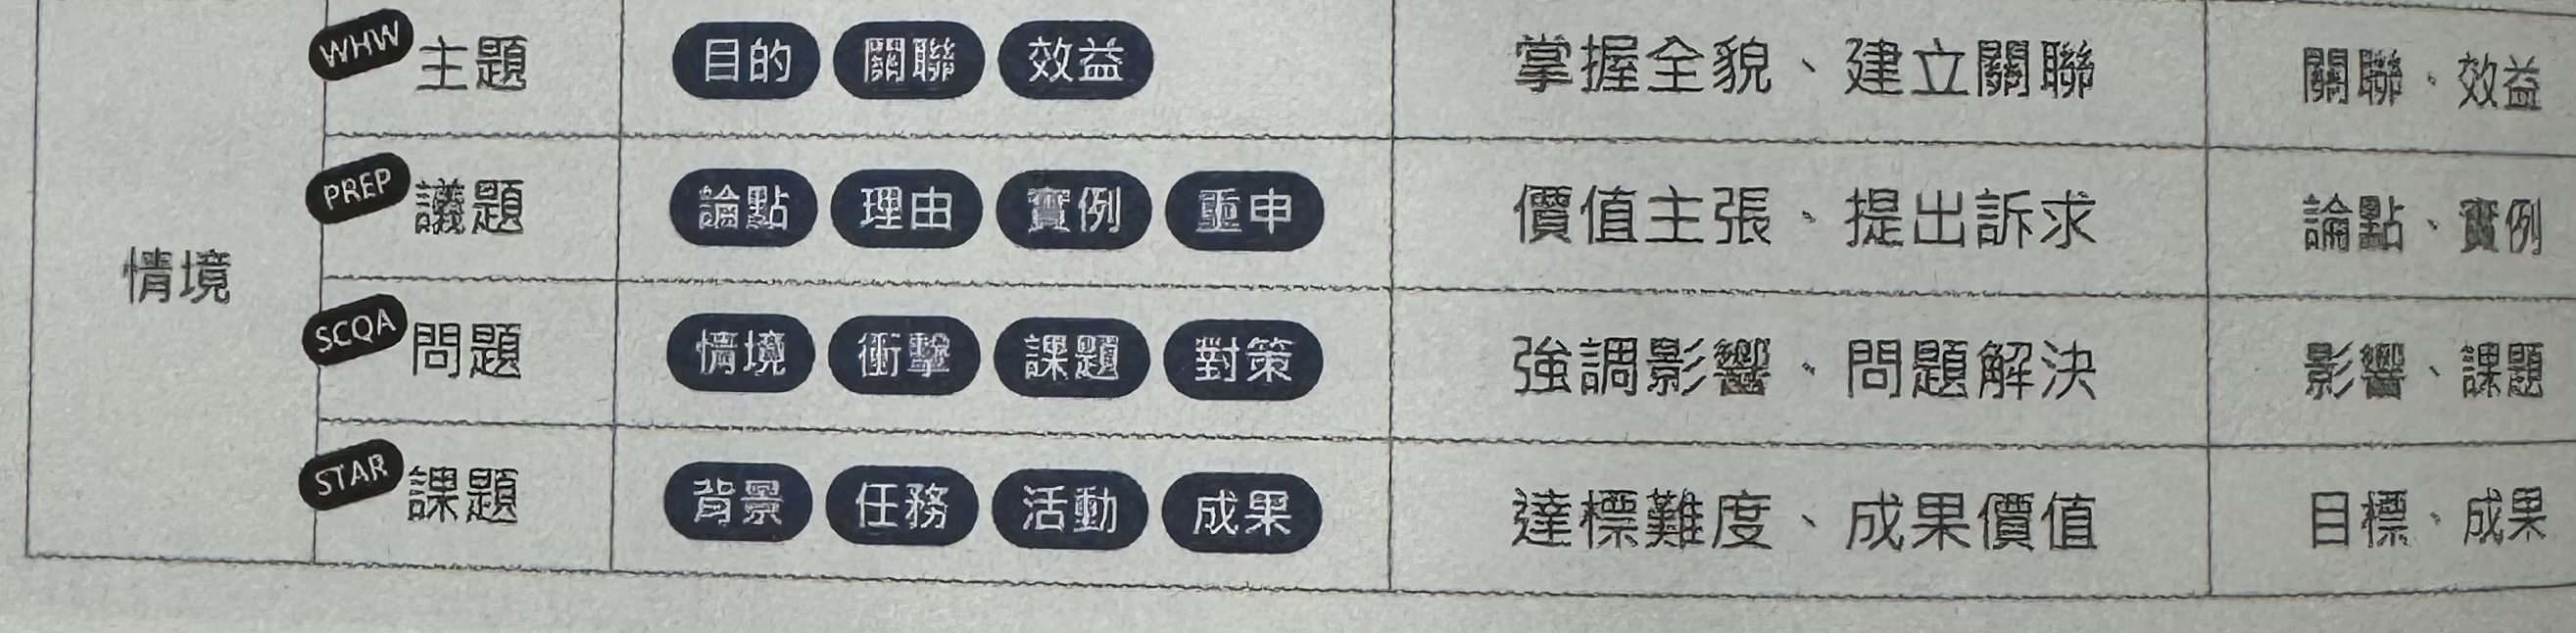 WHW 主題 目的 關聯 效益 掌握全貌、建立關聯 關聯、效益
PREP 議題 論點 理由 實例 重申 價值主張、提出訴求 論點、實例
情境
SCQA 問題 情境 衝擊 課題 對策 強調影響、問題解決 影響、課題
STAR 課題 背景 任務 活動 成果 達標難度、成果價值 目標、成果